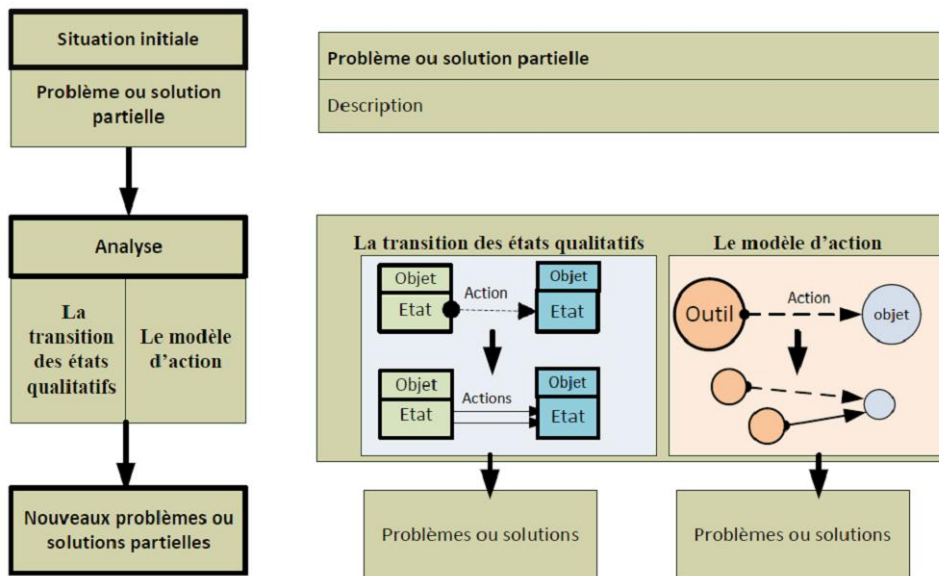 Situation initiale
Problème ou solution
partielle
Analyse
La
transition
des états
qualitatifs
Le modèle
d'action
Nouveaux problèmes ou
solutions partielles
Problème ou solution partielle
Description
La transition des états qualitatifs
Objet
Etat
Action
Objet
Etat
Objet
Etat
Actions
Objet
Etat
Le modèle d'action
Outil
Action
objet
Problèmes ou solutions
Problèmes ou solutions